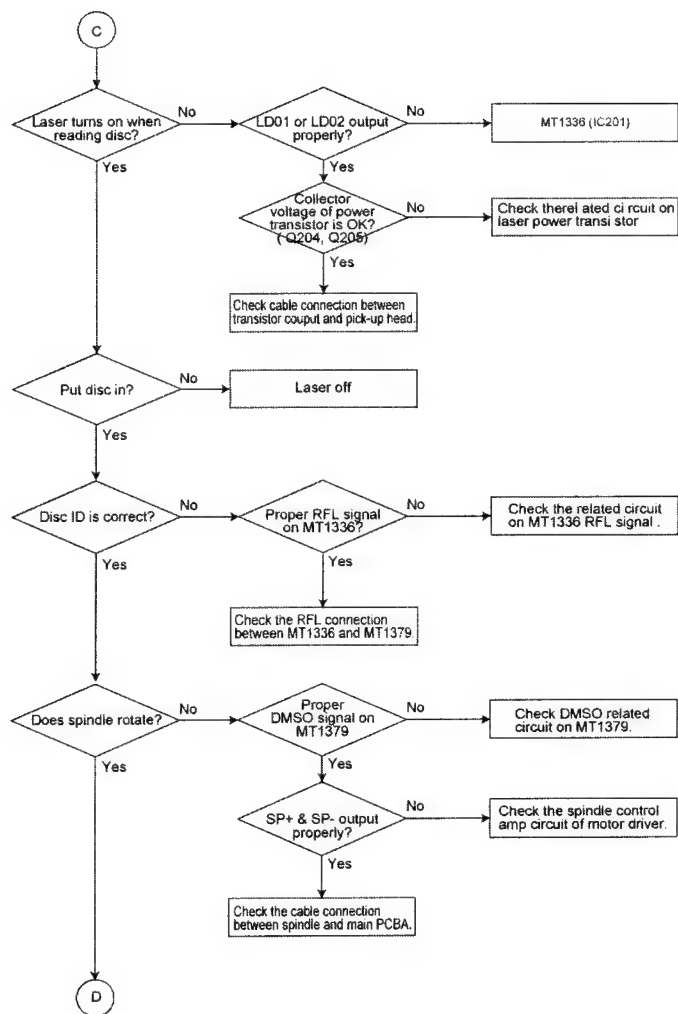 C
Laser turns on when
reading disc?
No
LD01 or LD02 output
properly?
No
MT1336 (IC201)
Yes
Yes
Collector
voltage of power
transistor is OK?
( Q204, Q205)
No
Check therel ated ci rcuit on
laser power transi stor
Yes
Check cable connection between
transistor couput and pick-up head.
Put disc in?
No
Laser off
Yes
Disc ID is correct?
No
Proper RFL signal
on MT1336?
No
Check the related circuit
on MT1336 RFL signal .
Yes
Yes
Check the RFL connection
between MT1336 and MT1379.
Does spindle rotate?
No
Proper
DMSO signal on
MT1379
No
Check DMSO related
circuit on MT1379.
Yes
Yes
SP+ & SP- output
properly?
No
Check the spindle control
amp circuit of motor driver.
Yes
Check the cable connection
between spindle and main PCBA.
D